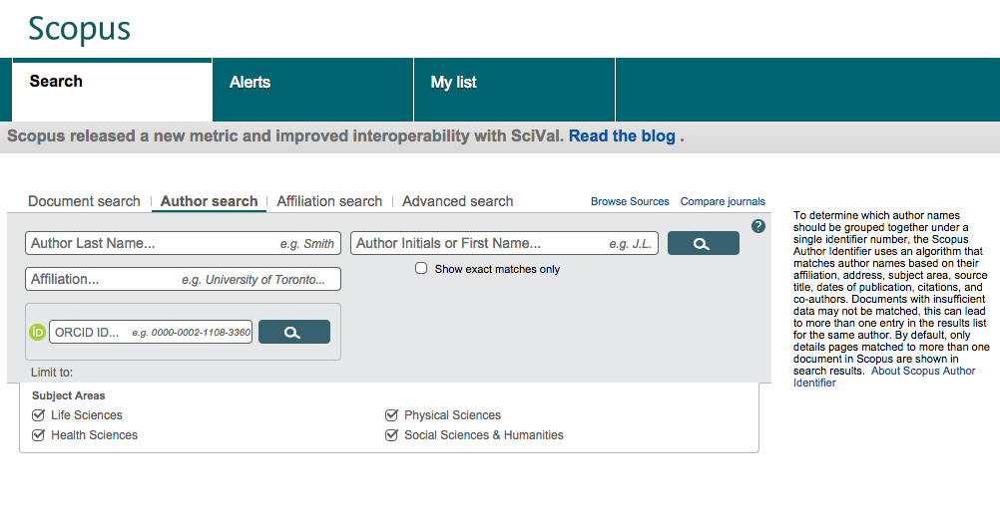 Scopus
Search Alerts My list
Scopus released a new metric and improved interoperability with SciVal. Read the blog .
Document search Author search Affiliation search Advanced search Browse Sources Compare journals
Author Last Name... e.g. Smith Author Initials or First Name... e.g. J.L.
Affiliation... e.g. University of Toronto... Show exact matches only
iD ORCID ID... e.g. 0000-0002-1108-3360
Limit to:
Subject Areas
Life Sciences Physical Sciences
Health Sciences Social Sciences & Humanities
?
To determine which author names
should be grouped together under a
single identifier number, the Scopus
Author Identifier uses an algorithm that
matches author names based on their
affiliation, address, subject area, source
title, dates of publication, citations, and
co-authors. Documents with insufficient
data may not be matched, this can lead
to more than one entry in the results list
for the same author. By default, only
details pages matched to more than one
document in Scopus are shown in
search results. About Scopus Author
Identifier